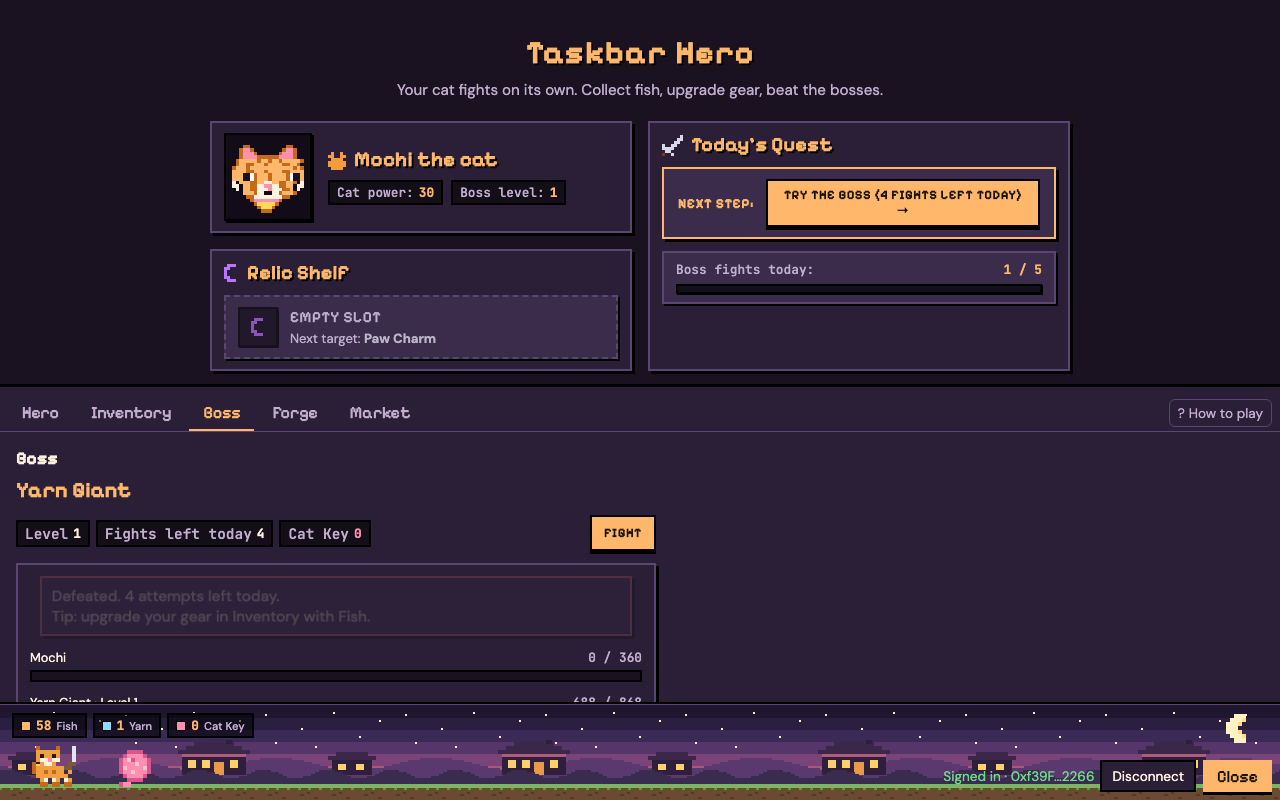 Taskbar Hero
Your cat fights on its own. Collect fish, upgrade gear, beat the bosses.
Mochi the cat
Cat power: 30
Boss level: 1
Relic Shelf
EMPTY SLOT
Next target: Paw Charm
Today's Quest
NEXT STEP:
TRY THE BOSS (4 FIGHTS LEFT TODAY)
→
Boss fights today: 1 / 5
Hero Inventory Boss Forge Market
? How to play
Boss
Yarn Giant
Level 1
Fights left today 4
Cat Key 0
FIGHT
Defeated. 4 attempts left today.
Tip: upgrade your gear in Inventory with Fish.
Mochi 0 / 360
58 Fish
1 Yarn
0 Cat Key
Signed in · 0xf39F…2266
Disconnect
Close